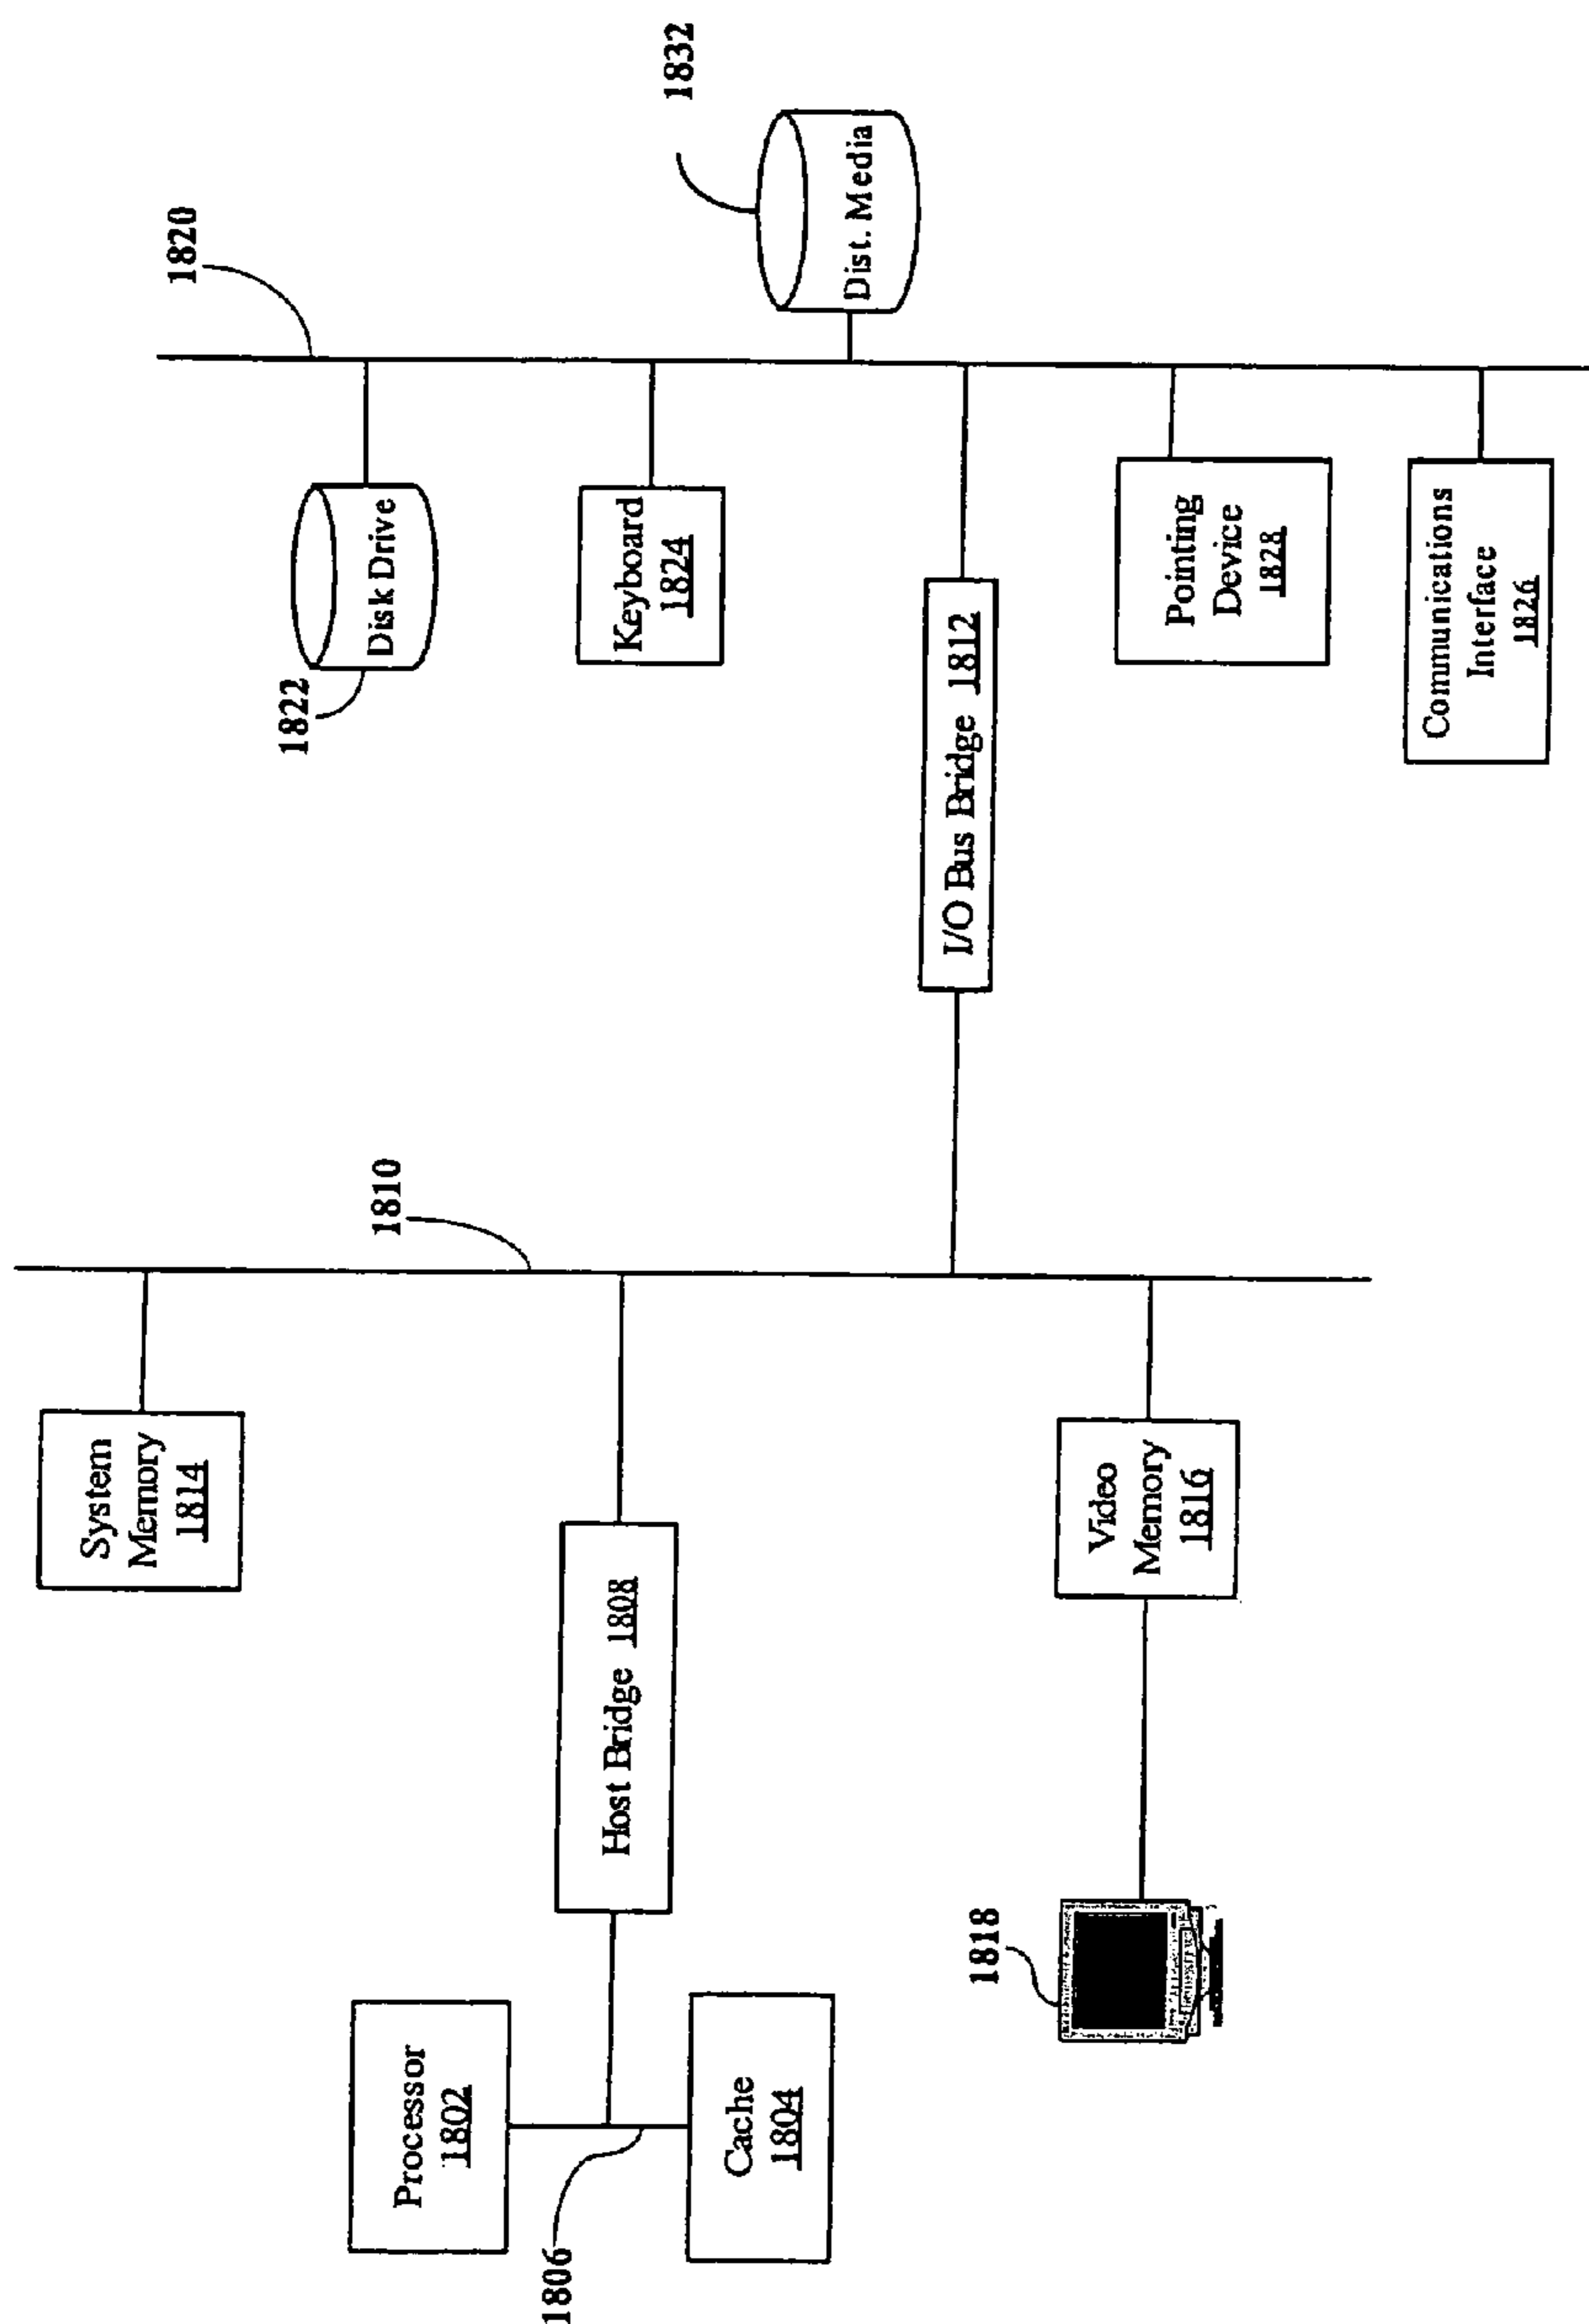 Processor
1802
1806
Cache
1804
Host Bridge 1808
1818
System
Memory
1814
Video
Memory
1816
1810
I/O Bus Bridge 1812
1822
Disk Drive
Keyboard
1824
Pointing
Device
1828
Communications
Interface
1826
1820
1832
Dist. Media